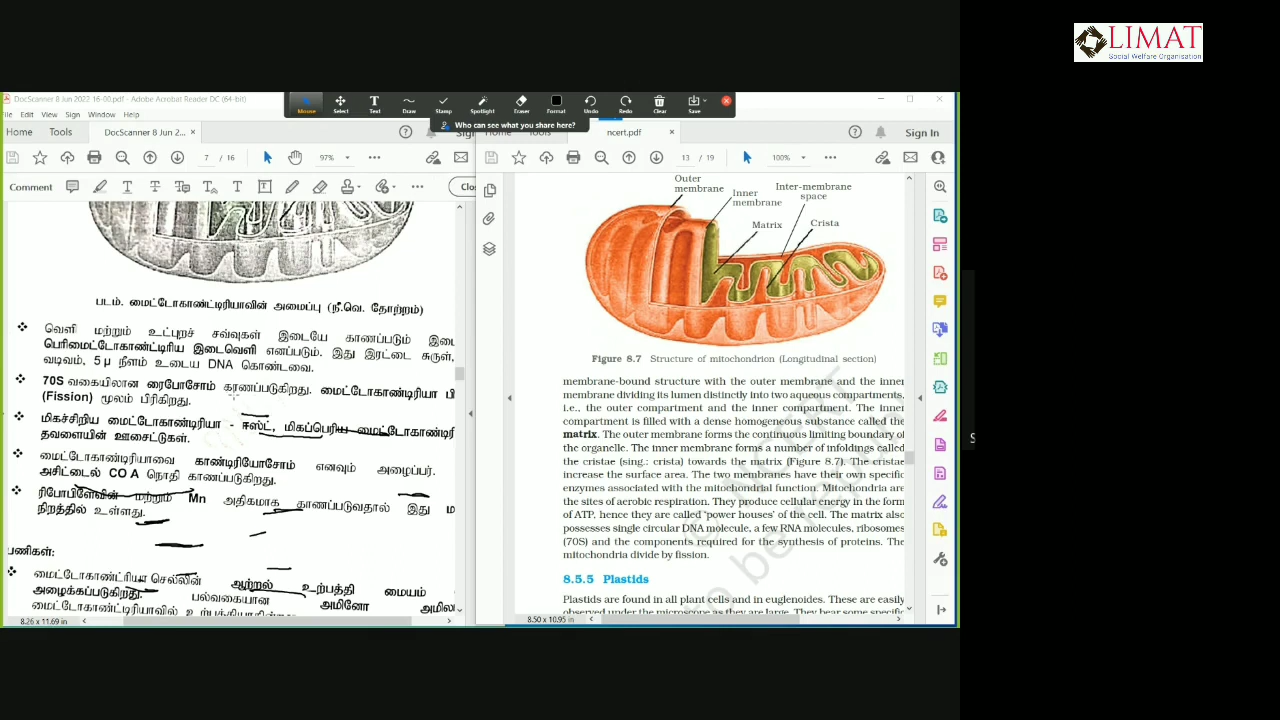 LIMAT
Social Welfare Organisation
DocScanner 8 Jun 2022 16-00.pdf - Adobe Acrobat Reader DC (64-bit)
File Edit View Sign Window Help
Mouse Select Text Draw Stamp Spotlight Eraser Format Undo Redo Clear Save
Who can see what you share here?
Home Tools DocScanner 8 Jun 2... ×
7 / 16 97%
Comment
படம். மைட்டோகாண்ட்ரியாவின் அமைப்பு (நீ.வெ. தோற்றம்)
வெளி மற்றும் உட்புறச் சவ்வுகள் இடையே காணப்படும் இடை
பெரிமைட்டோகாண்ட்ரிய இடைவெளி எனப்படும். இது இரட்டை சுருள்,
வடிவம், 5 µ நீளம் உடைய DNA கொண்டவை.
70S வகையிலான ரைபோசோம் காணப்படுகிறது. மைட்டோகாண்ட்ரியா பி
(Fission) மூலம் பிரிகிறது.
மிகச்சிறிய மைட்டோகாண்ட்ரியா - ஈஸ்ட், மிகப்பெரிய மைட்டோகாண்ட்ரி
தவளையின் ஊசைட்டுகள்.
மைட்டோகாண்ட்ரியாவை காண்டிரியோசோம் எனவும் அழைப்பர்.
அசிட்டைல் CO A நொதி காணப்படுகிறது.
ரிபோபிளேவின் மற்றும் Mn அதிகமாக காணப்படுவதால் இது ம
நிறத்தில் உள்ளது.
பணிகள்:
மைட்டோகாண்ட்ரியா செல்லின் ஆற்றல் உற்பத்தி மையம்
அழைக்கப்படுகிறது. பல்வகையான அமினோ அமில
மைட்டோகாண்ட்ரியாவில்
8.26 x 11.69 in
ncert.pdf × Sign In
13 / 19 100%
Outer membrane
Inner membrane
Inter-membrane space
Matrix
Crista
Figure 8.7 Structure of mitochondrion (Longitudinal section)
membrane-bound structure with the outer membrane and the inner
membrane dividing its lumen distinctly into two aqueous compartments,
i.e., the outer compartment and the inner compartment. The inner
compartment is filled with a dense homogeneous substance called the
matrix. The outer membrane forms the continuous limiting boundary of
the organelle. The inner membrane forms a number of infoldings called
the cristae (sing.: crista) towards the matrix (Figure 8.7). The cristae
increase the surface area. The two membranes have their own specific
enzymes associated with the mitochondrial function. Mitochondria are
the sites of aerobic respiration. They produce cellular energy in the form
of ATP, hence they are called 'power houses' of the cell. The matrix also
possesses single circular DNA molecule, a few RNA molecules, ribosomes
(70S) and the components required for the synthesis of proteins. The
mitochondria divide by fission.
8.5.5 Plastids
Plastids are found in all plant cells and in euglenoides. These are easily
observed under the microscope as they are large. They bear some specific
8.50 x 10.95 in